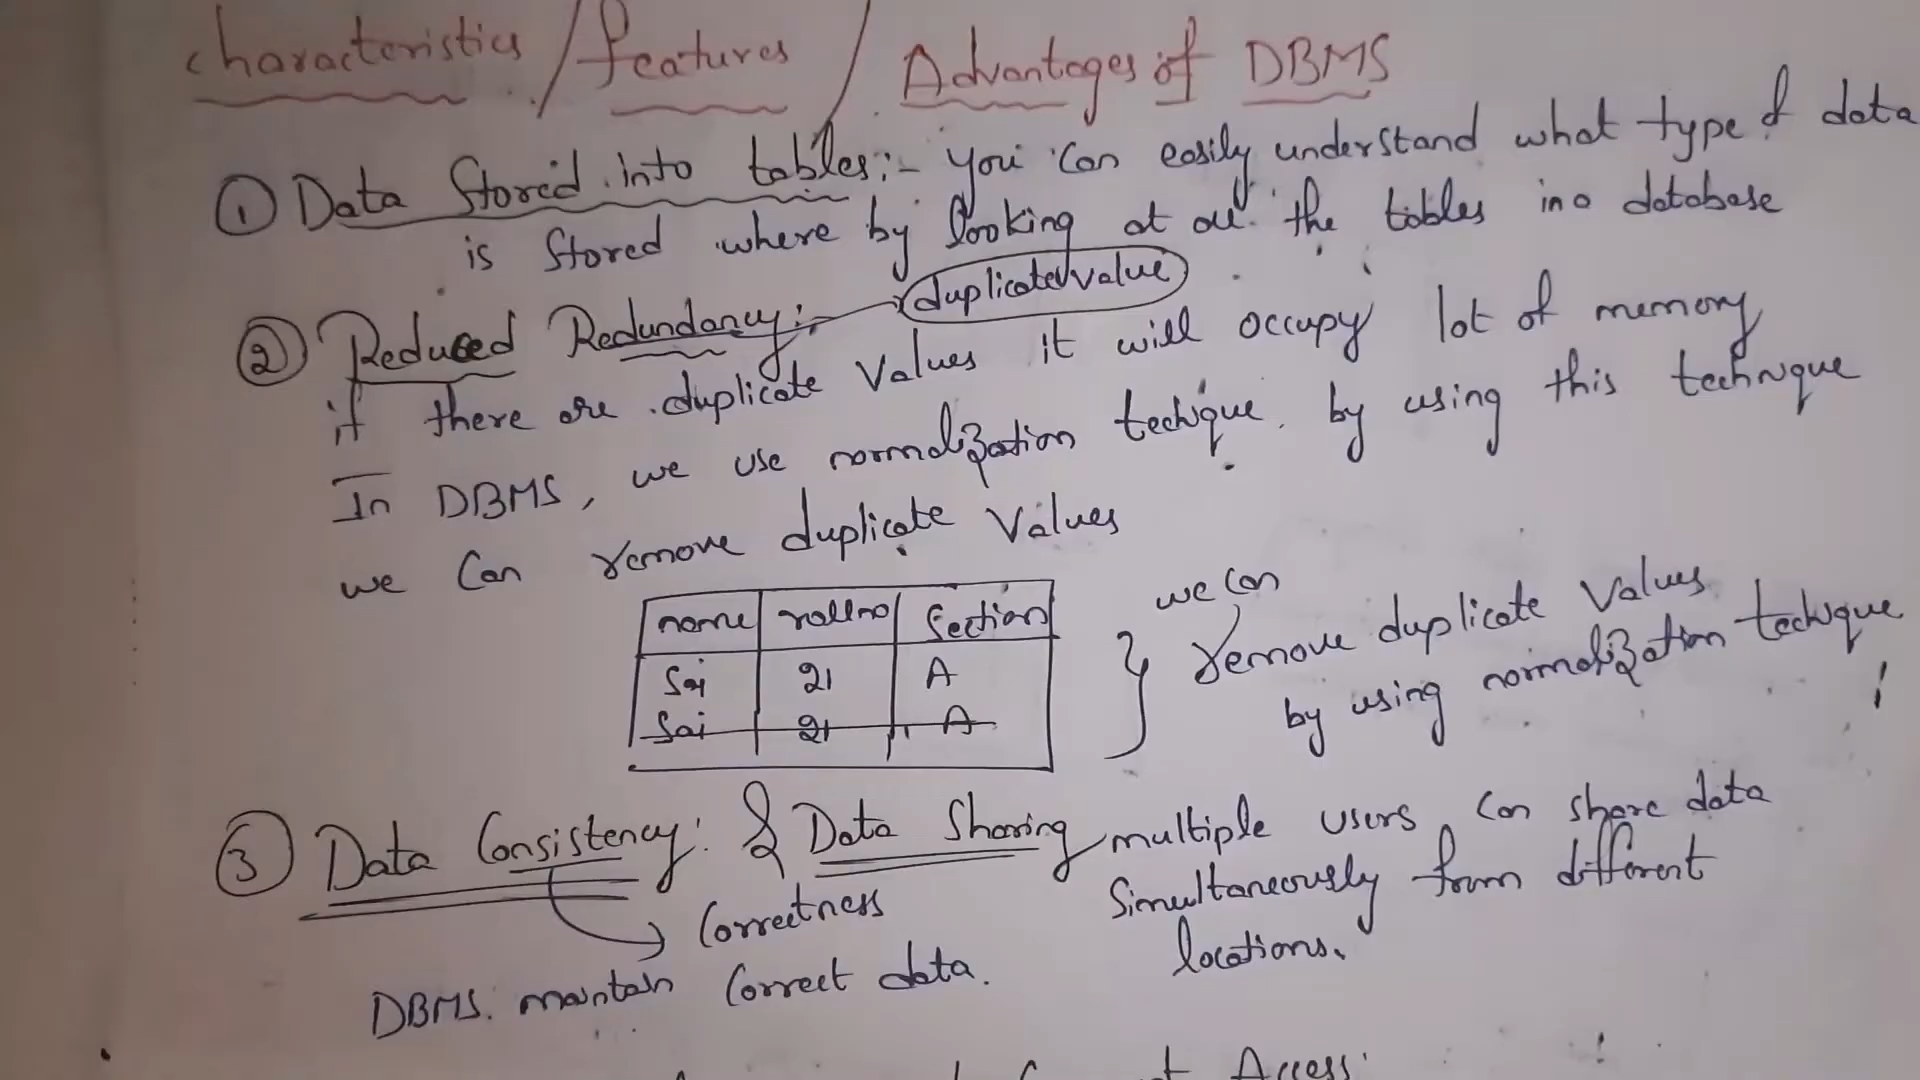 characteristics / features / Advantages of DBMS
① Data Stored into tables:- you can easily understand what type of data
is stored where by looking at all the tables in a database
② Reduced Redundancy:- duplicate value
if there are duplicate values it will occupy lot of memory
In DBMS, we use normalization techique. by using this technique
we can remove duplicate values
name rollno Section
Sai 21 A
Sai 21 A
we can
remove duplicate values
by using normalization techique
③ Data Consistency: & Data Sharing multiple users can share data
Simultaneously from different
locations.
Correctness
DBMS. maintain correct data.
Access: